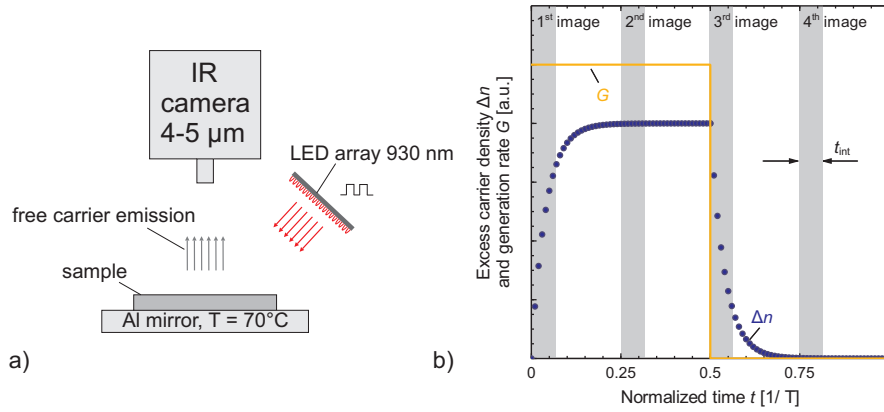 IR
camera
4-5 µm
LED array 930 nm
free carrier emission
sample
Al mirror, T = 70°C
a)
1st image
2nd image
3rd image
4th image
G
tint
Δn
Excess carrier density Δn
and generation rate G [a.u.]
0
0.25
0.5
0.75
Normalized time t [1/ T]
b)